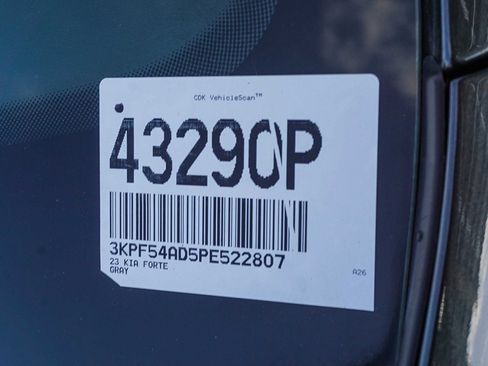 CDK VehicleScan™
43290P
3KPF54AD5PE522807
23 KIA FORTE
GRAY
A26